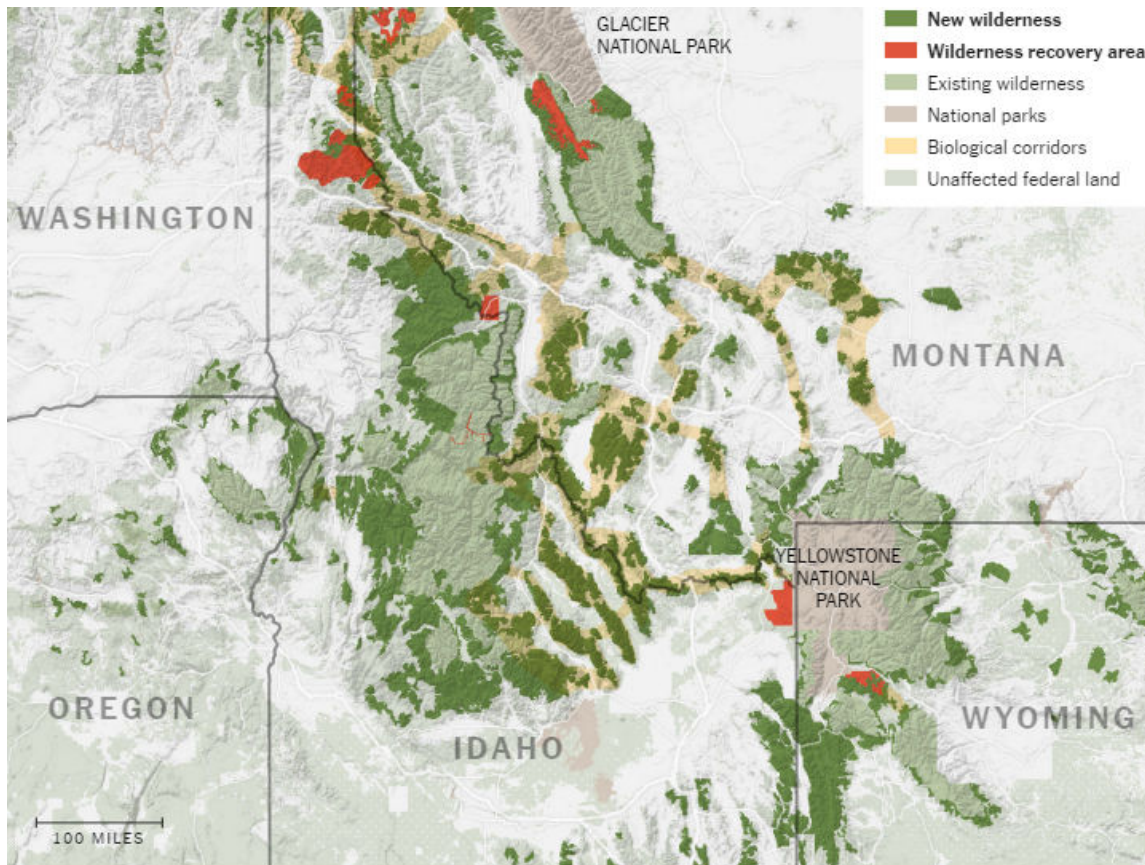 GLACIER
NATIONAL PARK
New wilderness
Wilderness recovery area
Existing wilderness
National parks
Biological corridors
Unaffected federal land
WASHINGTON
MONTANA
YELLOWSTONE
NATIONAL
PARK
OREGON
IDAHO
WYOMING
100 MILES